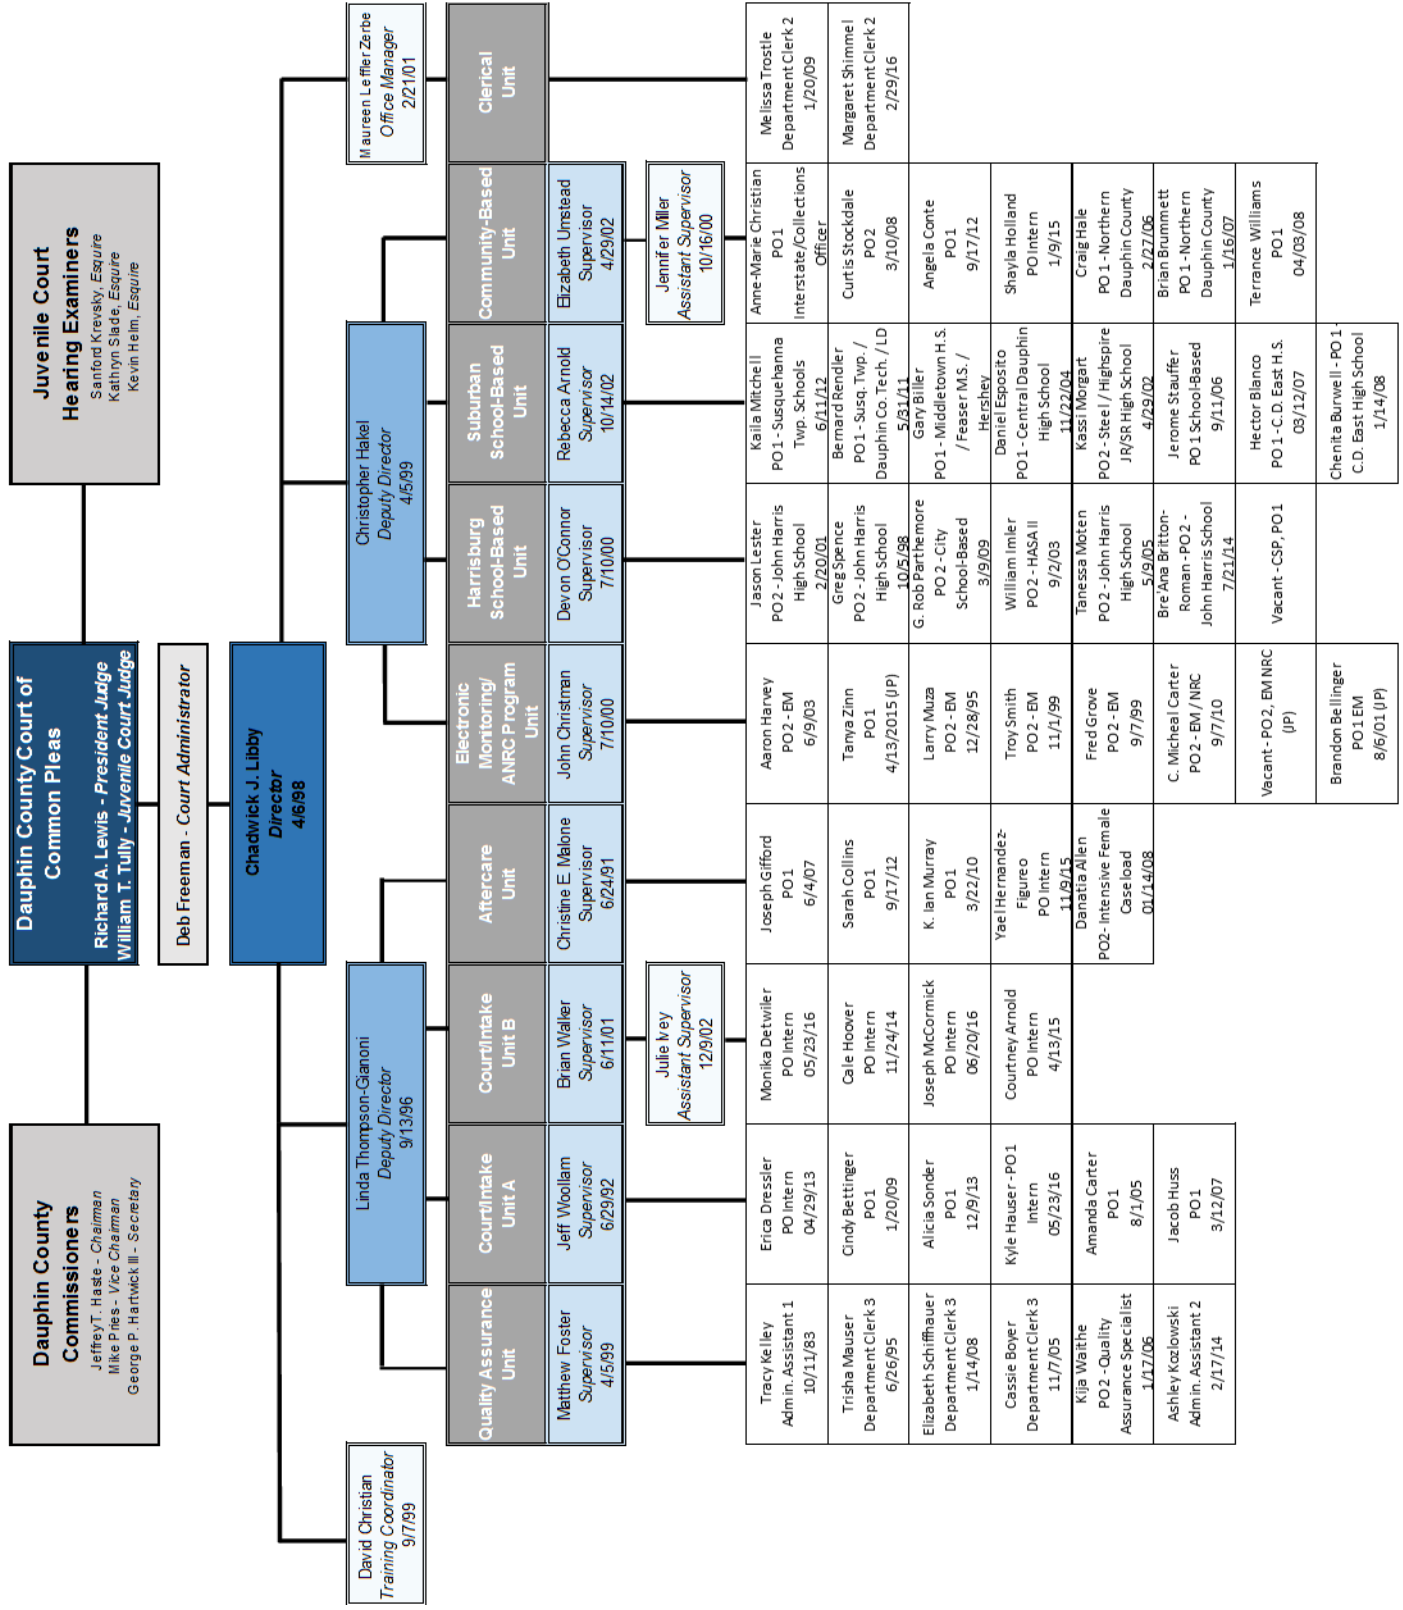 Dauphin County
Commissioners
Jeffrey T. Haste - Chairman
Mike Pries - Vice Chairman
George P. Hartwick III - Secretary
Dauphin County Court of
Common Pleas
Richard A. Lewis - President Judge
William T. Tully - Juvenile Court Judge
Juvenile Court
Hearing Examiners
Sanford Krevsky, Esquire
Kathryn Slade, Esquire
Kevin Helm, Esquire
Deb Freeman - Court Administrator
Chadwick J. Libby
Director
4/6/98
David Christian
Training Coordinator
9/7/99
Linda Thompson-Gianoni
Deputy Director
9/13/96
Christopher Hakel
Deputy Director
4/5/99
Maureen Leffler Zerbe
Office Manager
2/21/01
Quality Assurance
Unit
Matthew Foster
Supervisor
4/5/99
Tracy Kelley
Admin. Assistant 1
10/11/83
Trisha Mauser
Department Clerk 3
6/26/95
Elizabeth Schiffhauer
Department Clerk 3
1/14/08
Cassie Boyer
Department Clerk 3
11/7/05
Kija Waithe
PO2 - Quality
Assurance Specialist
1/17/06
Ashley Kozlowski
Admin. Assistant 2
2/17/14
Court/Intake
Unit A
Jeff Woollam
Supervisor
6/29/92
Erica Dressler
PO Intern
04/29/13
Cindy Bettinger
PO1
1/20/09
Alicia Sonder
PO1
12/9/13
Kyle Hauser - PO1
Intern
05/23/16
Amanda Carter
PO1
8/1/05
Jacob Huss
PO1
3/12/07
Court/Intake
Unit B
Brian Walker
Supervisor
6/11/01
Julie Ivey
Assistant Supervisor
12/9/02
Monika Detwiler
PO Intern
05/23/16
Cale Hoover
PO Intern
11/24/14
Joseph McCormick
PO Intern
06/20/16
Courtney Arnold
PO Intern
4/13/15
Aftercare
Unit
Christine E. Malone
Supervisor
6/24/91
Joseph Gifford
PO1
6/4/07
Sarah Collins
PO1
9/17/12
K. Ian Murray
PO1
3/22/10
Yael Hernandez-
Figureo
PO Intern
11/9/15
Danatia Allen
PO2- Intensive Female
Caseload
01/14/08
Electronic
Monitoring/
ANRC Program
Unit
John Christman
Supervisor
7/10/00
Aaron Harvey
PO2 - EM
6/9/03
Tanya Zinn
PO1
4/13/2015 (JP)
Larry Muza
PO2 - EM
12/28/95
Troy Smith
PO2 - EM
11/1/99
Fred Grove
PO2 - EM
9/7/99
C. Micheal Carter
PO2 - EM / NRC
9/7/10
Vacant - PO2, EM NRC
(JP)
Brandon Bellinger
PO1 EM
8/6/01 (JP)
Harrisburg
School-Based
Unit
Devon O'Connor
Supervisor
7/10/00
Jason Lester
PO2 - John Harris
High School
2/20/01
Greg Spence
PO2 - John Harris
High School
10/5/98
G. Rob Parthemore
PO 2 - City
School-Based
3/9/09
William Imler
PO2 - HASA II
9/2/03
Tanessa Moten
PO2 - John Harris
High School
5/9/05
Bre'Ana Britton-
Roman - PO2 -
John Harris School
7/21/14
Vacant - CSP, PO1
Suburban
School-Based
Unit
Rebecca Arnold
Supervisor
10/14/02
Kaila Mitchell
PO1 - Susquehanna
Twp. Schools
6/11/12
Bernard Rendler
PO1 - Susq. Twp. /
Dauphin Co. Tech. / LD
5/31/11
Gary Biller
PO1 - Middletown H.S.
/ Feaser M.S. /
Hershey
Daniel Esposito
PO1 - Central Dauphin
High School
11/22/04
Kassi Morgart
PO2 - Steel / Highspire
JR/SR High School
4/29/02
Jerome Stauffer
PO 1 School-Based
9/11/06
Hector Blanco
PO1 - C.D. East H.S.
03/12/07
Chenita Burwell - PO 1 -
C.D. East High School
1/14/08
Community-Based
Unit
Elizabeth Umstead
Supervisor
4/29/02
Jennifer Miller
Assistant Supervisor
10/16/00
Anne-Marie Christian
PO1
Interstate/Collections
Officer
Curtis Stockdale
PO2
3/10/08
Angela Conte
PO1
9/17/12
Shayla Holland
PO Intern
1/9/15
Craig Hale
PO 1 - Northern
Dauphin County
2/27/06
Brian Brummett
PO1 - Northern
Dauphin County
1/16/07
Terrance Williams
PO1
04/03/08
Clerical
Unit
Melissa Trostle
Department Clerk 2
1/20/09
Margaret Shimmel
Department Clerk 2
2/29/16